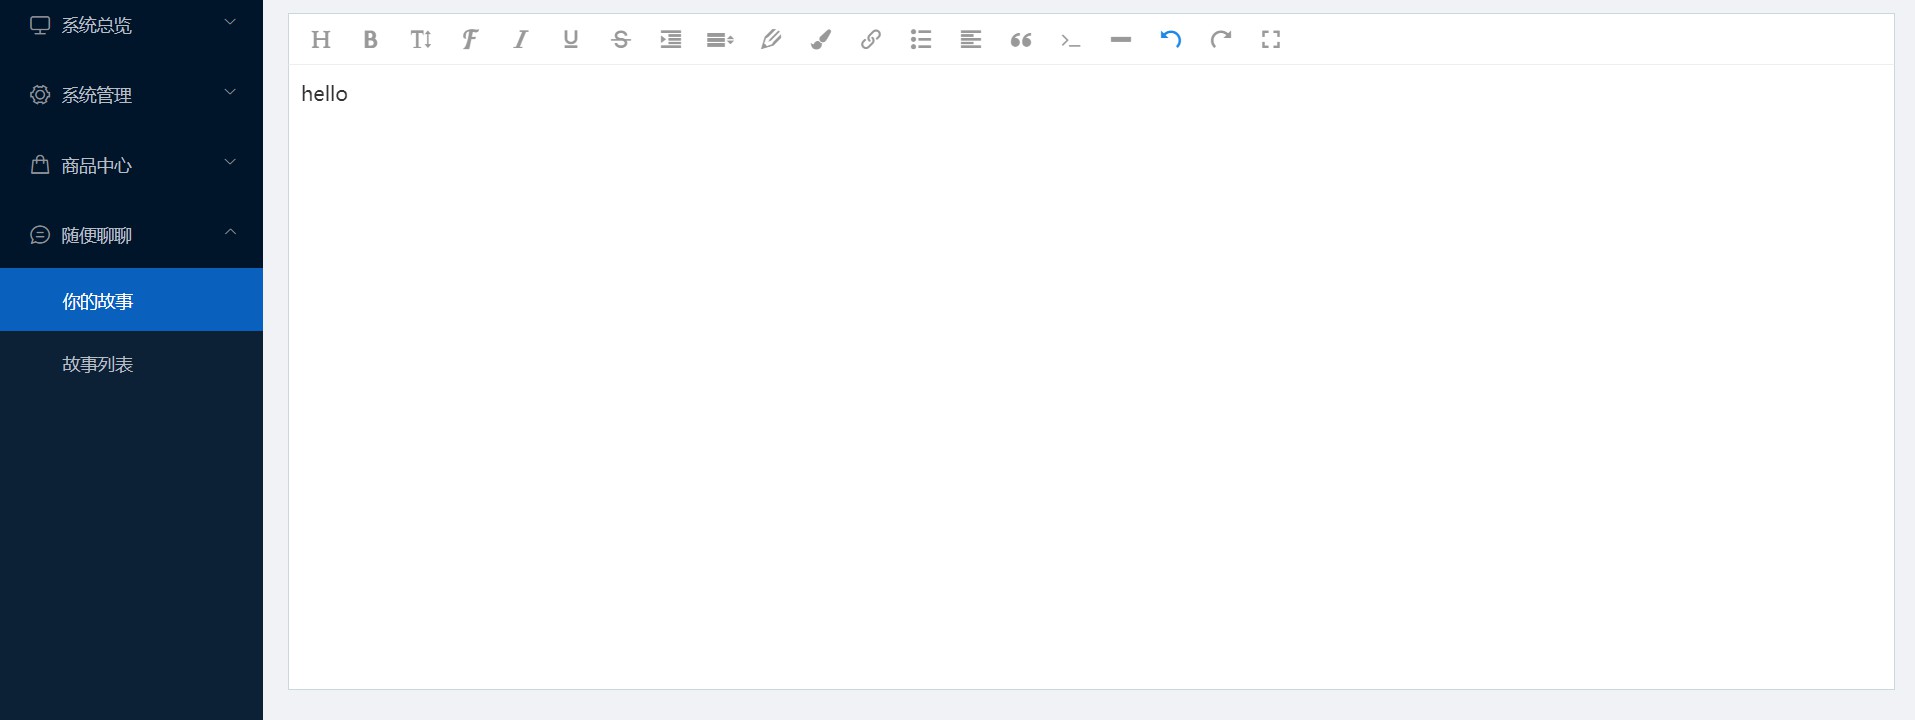 系统总览
系统管理
商品中心
随便聊聊
你的故事
故事列表
hello